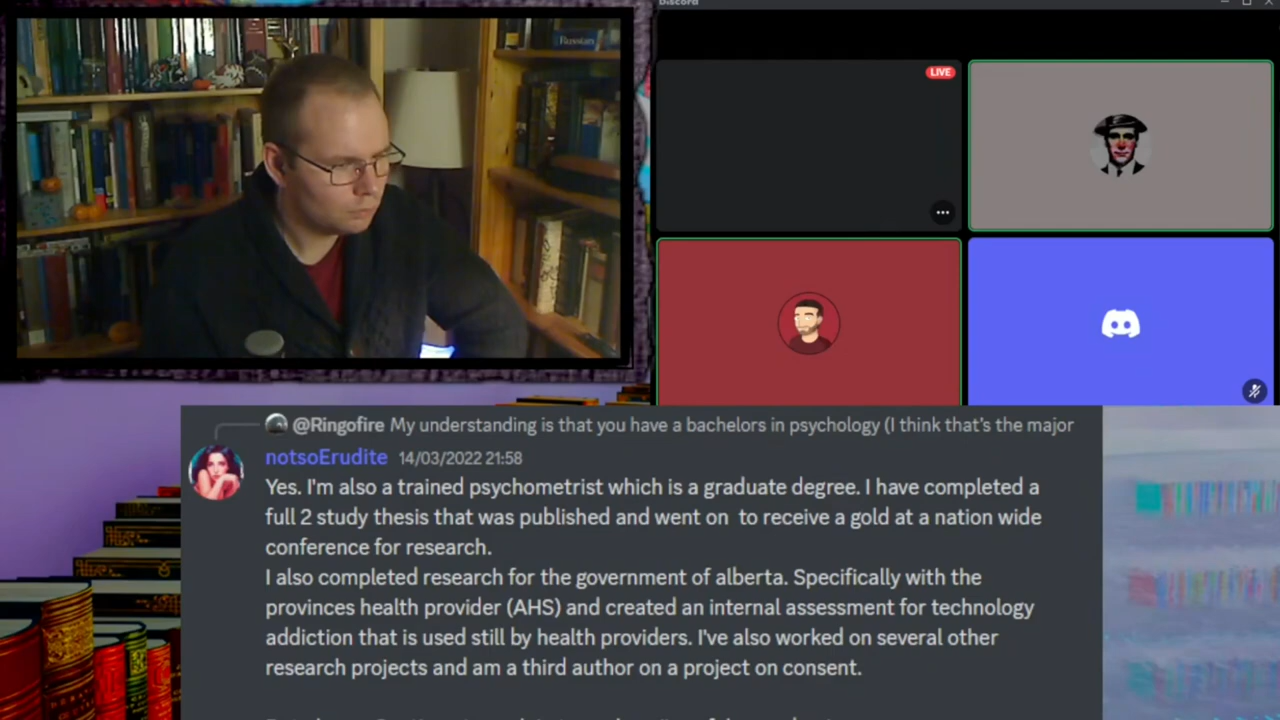 Discord
LIVE
Russian
@Ringofire My understanding is that you have a bachelors in psychology (I think that's the major
notsoErudite 14/03/2022 21:58
Yes. I'm also a trained psychometrist which is a graduate degree. I have completed a
full 2 study thesis that was published and went on to receive a gold at a nation wide
conference for research.
I also completed research for the government of alberta. Specifically with the
provinces health provider (AHS) and created an internal assessment for technology
addiction that is used still by health providers. I've also worked on several other
research projects and am a third author on a project on consent.